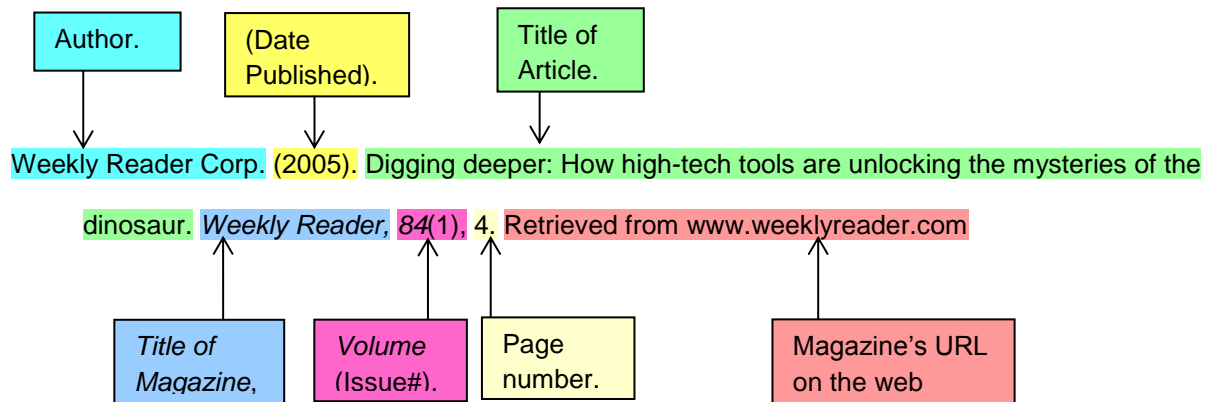 Author.
(Date
Published).
Title of
Article.
Weekly Reader Corp. (2005). Digging deeper: How high-tech tools are unlocking the mysteries of the
dinosaur. Weekly Reader, 84(1), 4. Retrieved from www.weeklyreader.com
Title of
Magazine,
Volume
(Issue#).
Page
number.
Magazine's URL
on the web